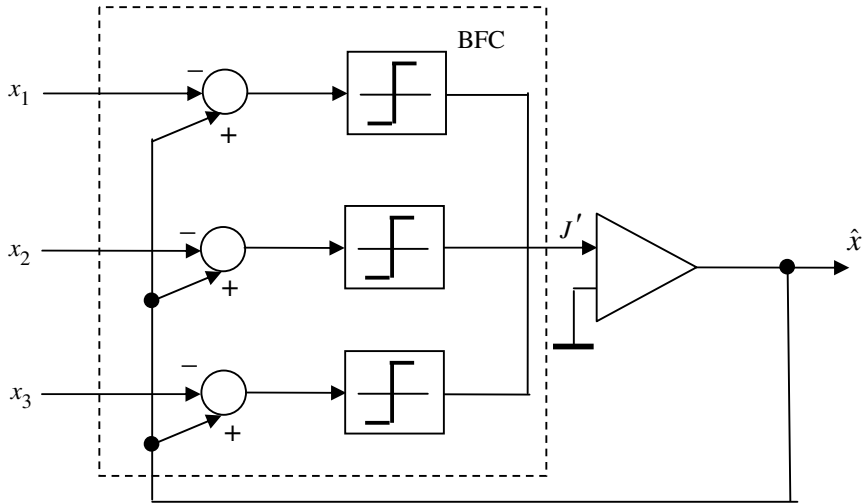 BFC
−
x₁
+
−
x₂
+
J′
x̂
−
x₃
+